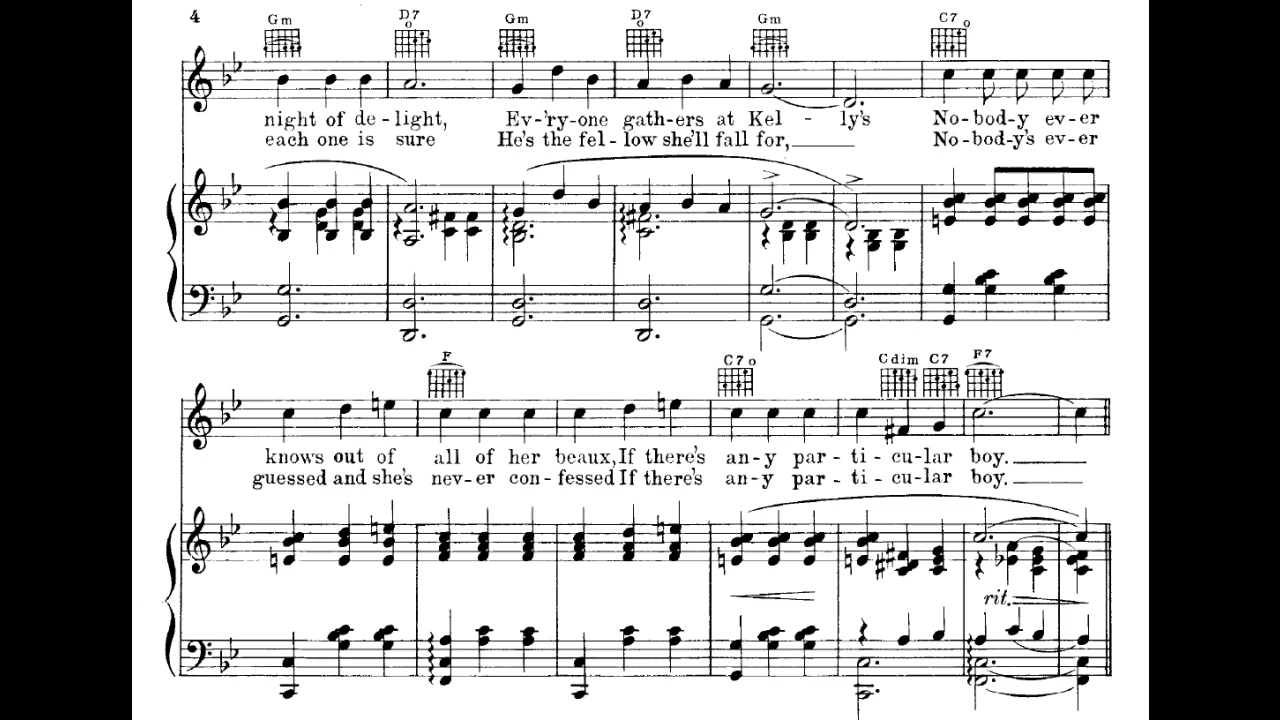 4
Gm D7 Gm D7 Gm C7
night of de-light, Ev-'ry-one gath-ers at Kel - ly's No-bod-y ever
each one is sure He's the fel-low she'll fall for, No-bod-y's ev-er
F C7 Cdim C7 F7
knows out of all of her beaux, If there's an-y par-ti-cu-lar boy.
guessed and she's nev-er con-fessed If there's an-y par-ti-cu-lar boy.
rit.